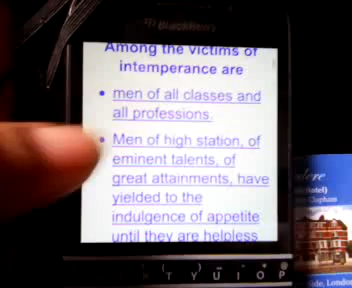 BlackBerry
Among the victims of
intemperance are
men of all classes and
all professions.
Men of high station, of
eminent talents, of
great attainments, have
yielded to the
indulgence of appetite
until they are helpless
T Y U I O P